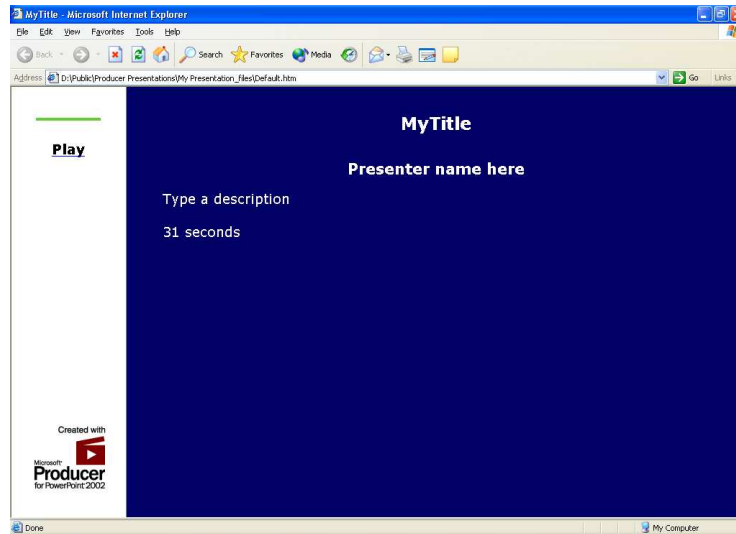 MyTitle - Microsoft Internet Explorer
File Edit View Favorites Tools Help
Back Search Favorites Media
Address D:\Public\Producer Presentations\My Presentation_files\Default.htm Go Links
MyTitle
Play
Presenter name here
Type a description
31 seconds
Created with
Microsoft
Producer
for PowerPoint 2002
Done My Computer